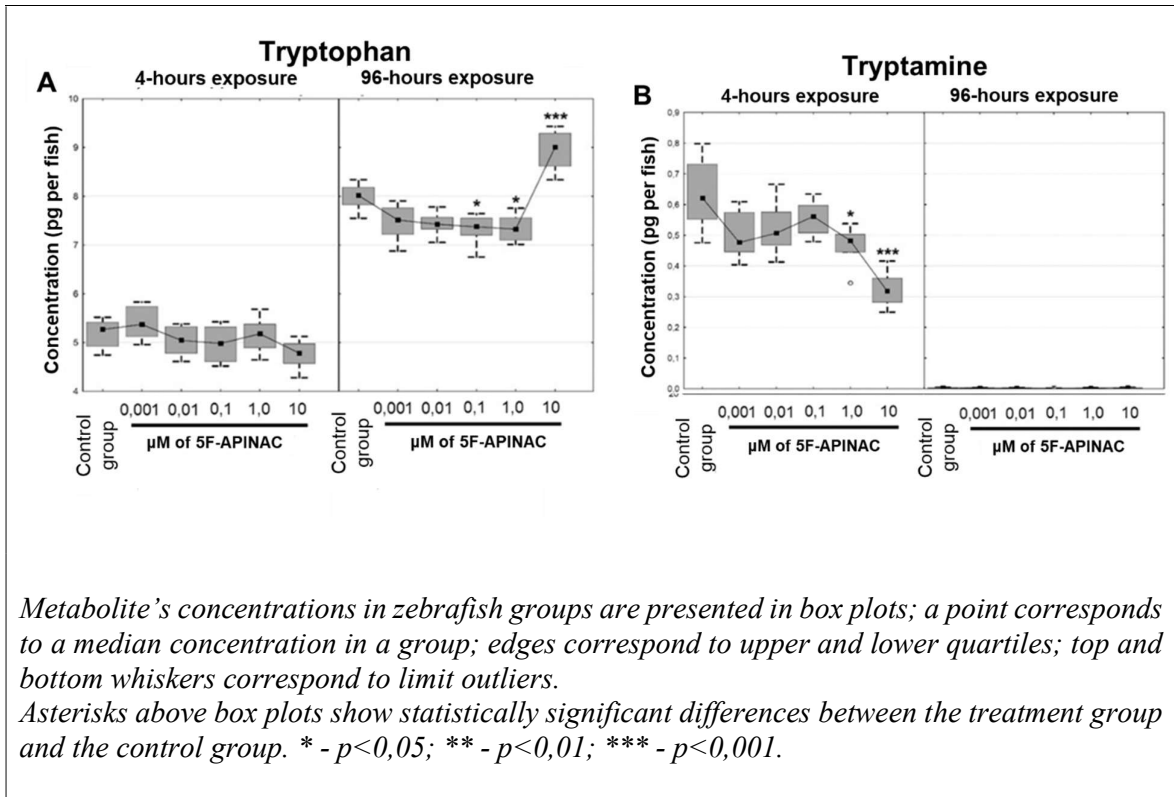 Tryptophan
A
4-hours exposure 96-hours exposure
Concentration (pg per fish)
10
9
8
7
6
5
4
Control group
0,001 0,01 0,1 1,0 10
µM of 5F-APINAC
* * ***
Control group
0,001 0,01 0,1 1,0 10
µM of 5F-APINAC
Tryptamine
B
4-hours exposure 96-hours exposure
Concentration (pg per fish)
0,9
0,8
0,7
0,6
0,5
0,4
0,3
0,2
0,1
0,0
* ***
Control group
0,001 0,01 0,1 1,0 10
µM of 5F-APINAC
Control group
0,001 0,01 0,1 1,0 10
µM of 5F-APINAC
Metabolite’s concentrations in zebrafish groups are presented in box plots; a point corresponds
to a median concentration in a group; edges correspond to upper and lower quartiles; top and
bottom whiskers correspond to limit outliers.
Asterisks above box plots show statistically significant differences between the treatment group
and the control group. * - p<0,05; ** - p<0,01; *** - p<0,001.